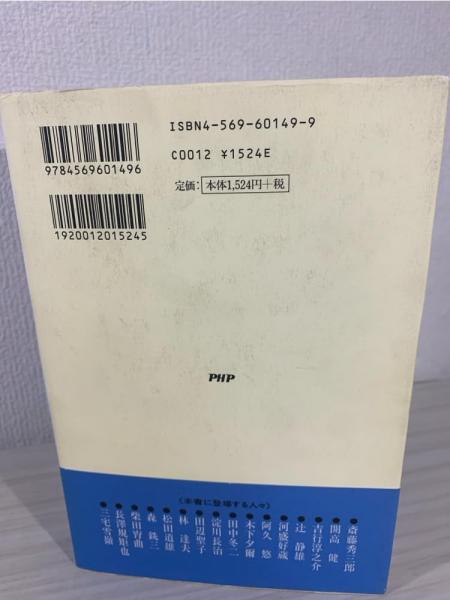 ISBN4-569-60149-9
C0012 ¥1524E
定価：本体1,524円＋税
9784569601496
1920012015245
PHP
〈本書に登場する人々〉
●斎藤秀三郎
●開高 健
●吉行淳之介
●辻 静雄
●河盛好蔵
●阿久 悠
●木下夕爾
●田中冬二
●淀川長治
●田辺聖子
●林 達夫
●松田道雄
●森 銑三
●柴田宵曲
●長澤規矩也
●三宅雪嶺